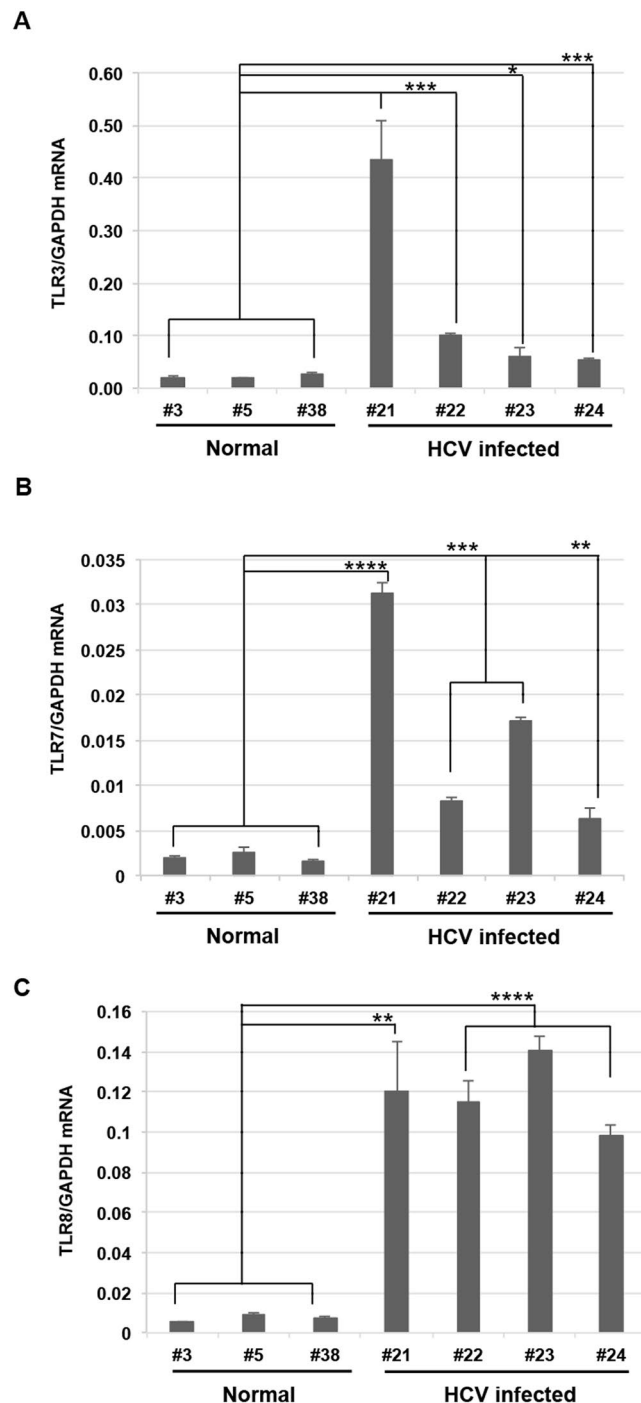 A
***
*
0.60
***
0.50
0.40
0.30
0.20
0.10
0.00
TLR3/GAPDH mRNA
#3 #5 #38 #21 #22 #23 #24
Normal HCV infected
B
*** **
0.035
****
0.03
0.025
0.02
0.015
0.01
0.005
0
TLR7/GAPDH mRNA
#3 #5 #38 #21 #22 #23 #24
Normal HCV infected
C
****
0.16
**
0.14
0.12
0.1
0.08
0.06
0.04
0.02
0
TLR8/GAPDH mRNA
#3 #5 #38 #21 #22 #23 #24
Normal HCV infected